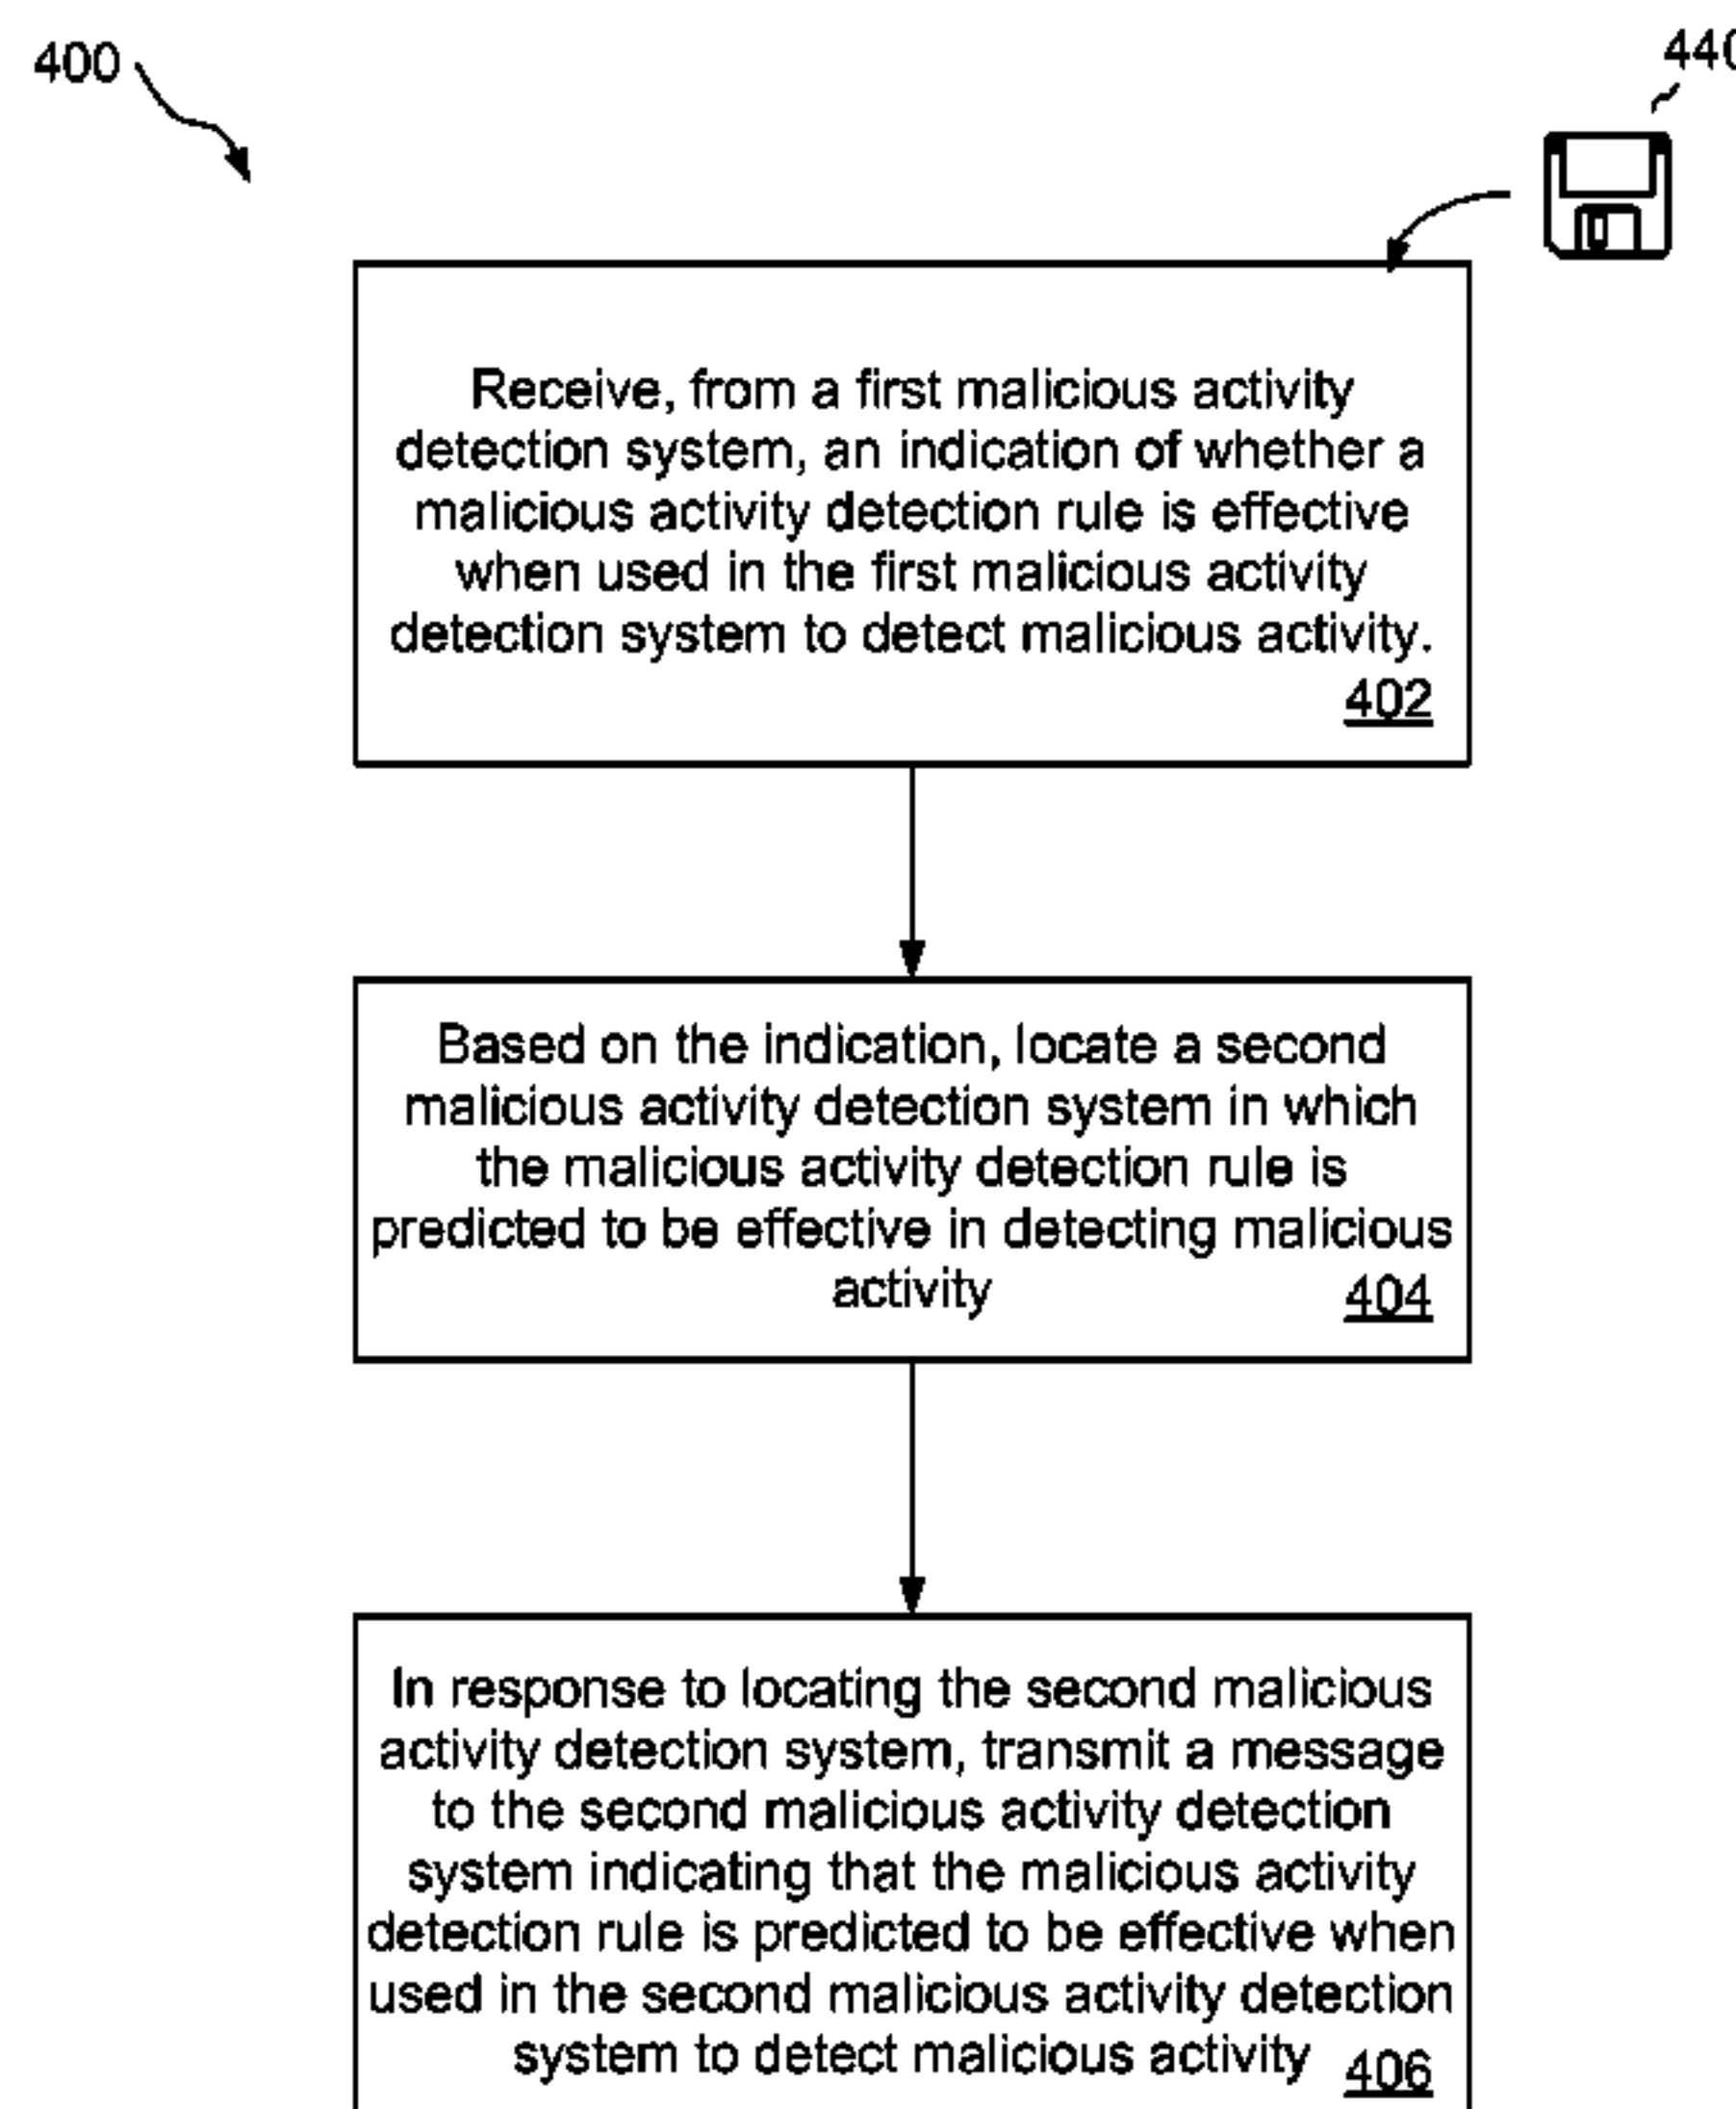 400
440
Receive, from a first malicious activity
detection system, an indication of whether a
malicious activity detection rule is effective
when used in the first malicious activity
detection system to detect malicious activity.
402
Based on the indication, locate a second
malicious activity detection system in which
the malicious activity detection rule is
predicted to be effective in detecting malicious
activity
404
In response to locating the second malicious
activity detection system, transmit a message
to the second malicious activity detection
system indicating that the malicious activity
detection rule is predicted to be effective when
used in the second malicious activity detection
system to detect malicious activity
406